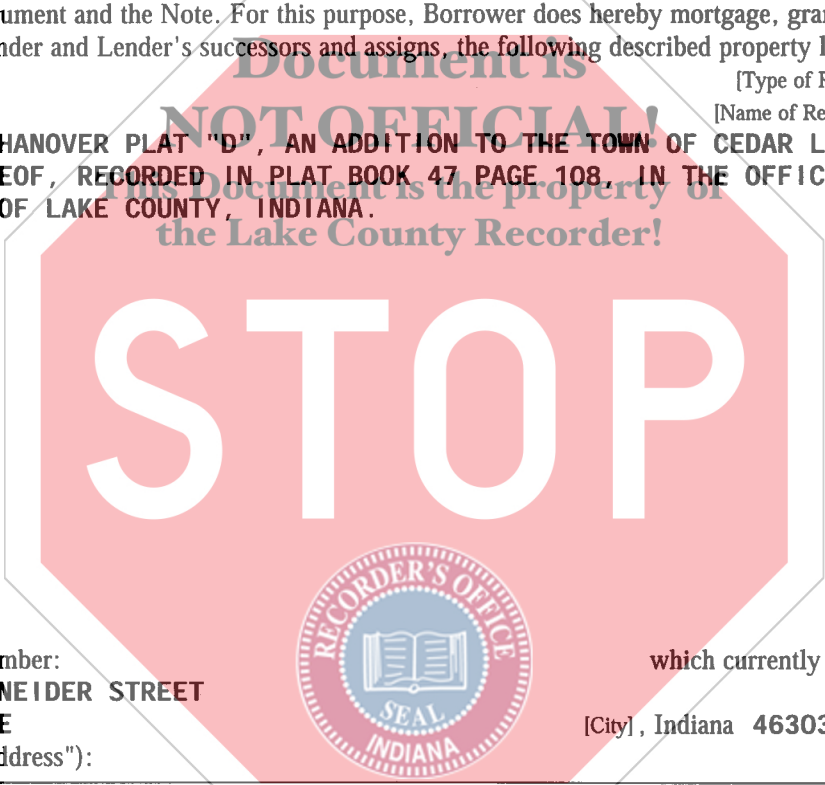 ument and the Note. For this purpose, Borrower does hereby mortgage, gra
nder and Lender's successors and assigns, the following described property
Document is
[Type of
NOT OFFICIAL!
[Name of Re
HANOVER PLAT "D", AN ADDITION TO THE TOWN OF CEDAR L
EOF, RECORDED IN PLAT BOOK 47 PAGE 108, IN THE OFFIC
This Document is the property of
OF LAKE COUNTY, INDIANA.
the Lake County Recorder!
STOP
RECORDER'S OFFICE
SEAL
INDIANA
mber:
which currently
NEIDER STREET
E
[City], Indiana 46303
ddress"):